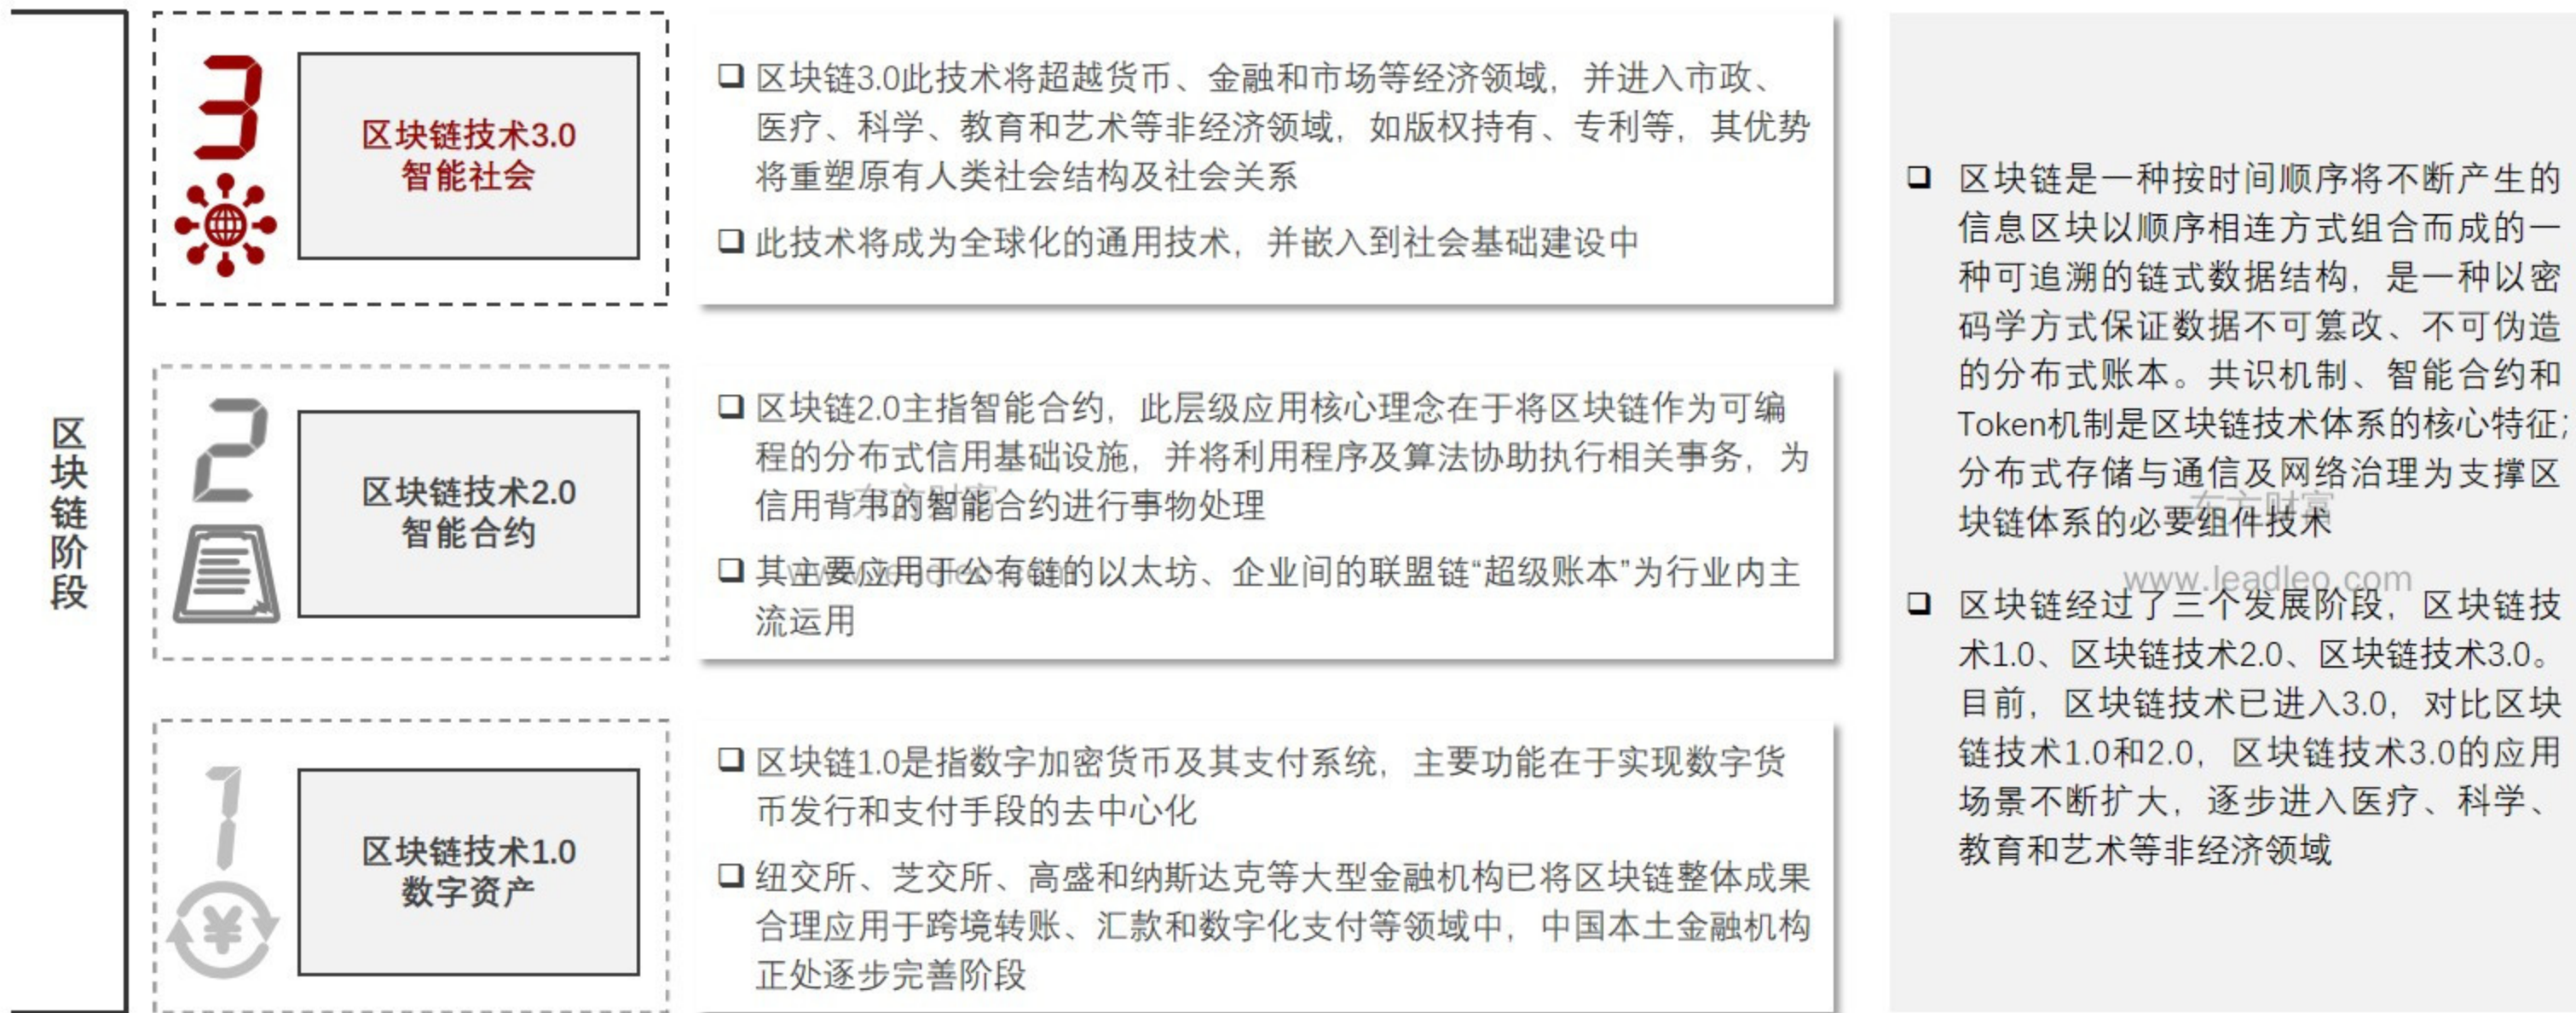 区块链阶段
3
区块链技术3.0
智能社会
区块链3.0此技术将超越货币、金融和市场等经济领域，并进入市政、
医疗、科学、教育和艺术等非经济领域，如版权持有、专利等，其优势
将重塑原有人类社会结构及社会关系
此技术将成为全球化的通用技术，并嵌入到社会基础建设中
2
区块链技术2.0
智能合约
区块链2.0主指智能合约，此层级应用核心理念在于将区块链作为可编
程的分布式信用基础设施，并将利用程序及算法协助执行相关事务，为
信用背书的智能合约进行事物处理
东方财富
其主要应用于公有链的以太坊、企业间的联盟链“超级账本”为行业内主
流运用
www.leadleo.com
1
¥
区块链技术1.0
数字资产
区块链1.0是指数字加密货币及其支付系统，主要功能在于实现数字货
币发行和支付手段的去中心化
纽交所、芝交所、高盛和纳斯达克等大型金融机构已将区块链整体成果
合理应用于跨境转账、汇款和数字化支付等领域中，中国本土金融机构
正处逐步完善阶段
区块链是一种按时间顺序将不断产生的
信息区块以顺序相连方式组合而成的一
种可追溯的链式数据结构，是一种以密
码学方式保证数据不可篡改、不可伪造
的分布式账本。共识机制、智能合约和
Token机制是区块链技术体系的核心特征；
分布式存储与通信及网络治理为支撑区
块链体系的必要组件技术
东方财富
www.leadleo.com
区块链经过了三个发展阶段，区块链技
术1.0、区块链技术2.0、区块链技术3.0。
目前，区块链技术已进入3.0，对比区块
链技术1.0和2.0，区块链技术3.0的应用
场景不断扩大，逐步进入医疗、科学、
教育和艺术等非经济领域